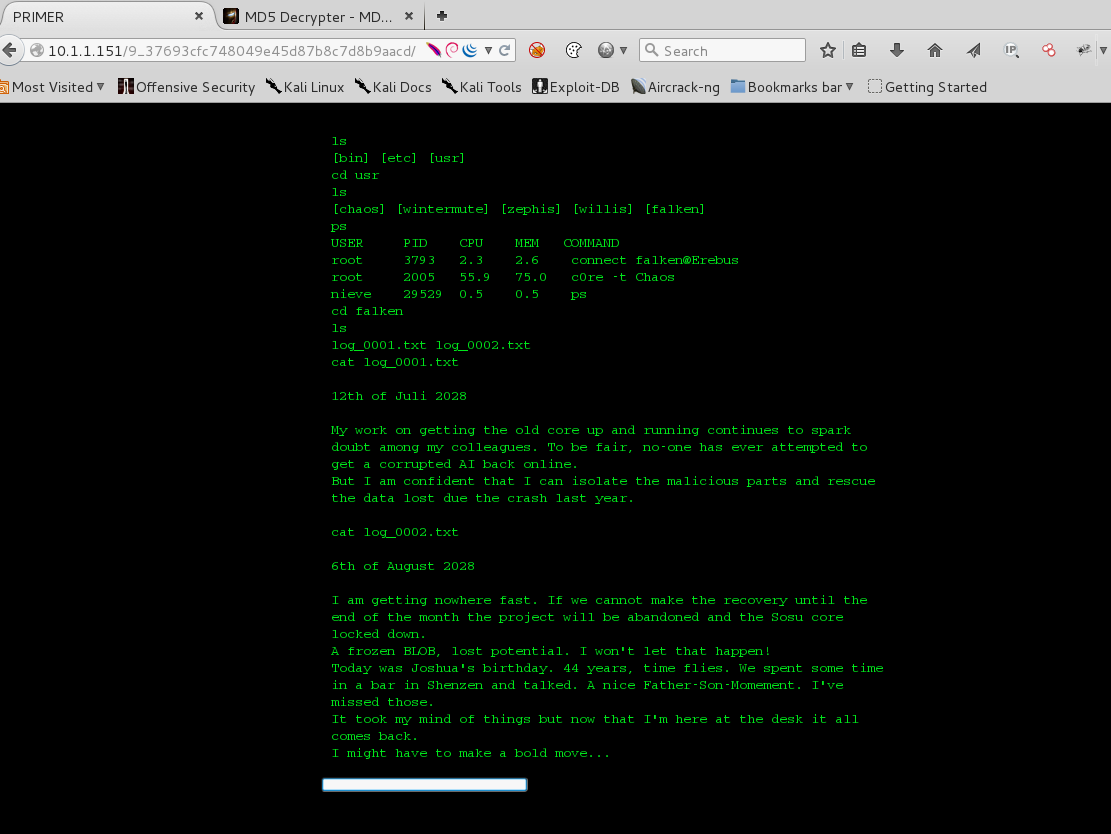 PRIMER
MD5 Decrypter - MD...
10.1.1.151/9_37693cfc748049e45d87b8c7d8b9aacd/
Search
IP
Most Visited
Offensive Security
Kali Linux
Kali Docs
Kali Tools
Exploit-DB
Aircrack-ng
Bookmarks bar
Getting Started
ls
[bin] [etc] [usr]
cd usr
ls
[chaos] [wintermute] [zephis] [willis] [falken]
ps
USER PID CPU MEM COMMAND
root 3793 2.3 2.6 connect falken@Erebus
root 2005 55.9 75.0 c0re -t Chaos
nieve 29529 0.5 0.5 ps
cd falken
ls
log_0001.txt log_0002.txt
cat log_0001.txt
12th of Juli 2028
My work on getting the old core up and running continues to spark
doubt among my colleagues. To be fair, no-one has ever attempted to
get a corrupted AI back online.
But I am confident that I can isolate the malicious parts and rescue
the data lost due the crash last year.
cat log_0002.txt
6th of August 2028
I am getting nowhere fast. If we cannot make the recovery until the
end of the month the project will be abandoned and the Sosu core
locked down.
A frozen BLOB, lost potential. I won't let that happen!
Today was Joshua's birthday. 44 years, time flies. We spent some time
in a bar in Shenzen and talked. A nice Father-Son-Momement. I've
missed those.
It took my mind of things but now that I'm here at the desk it all
comes back.
I might have to make a bold move...